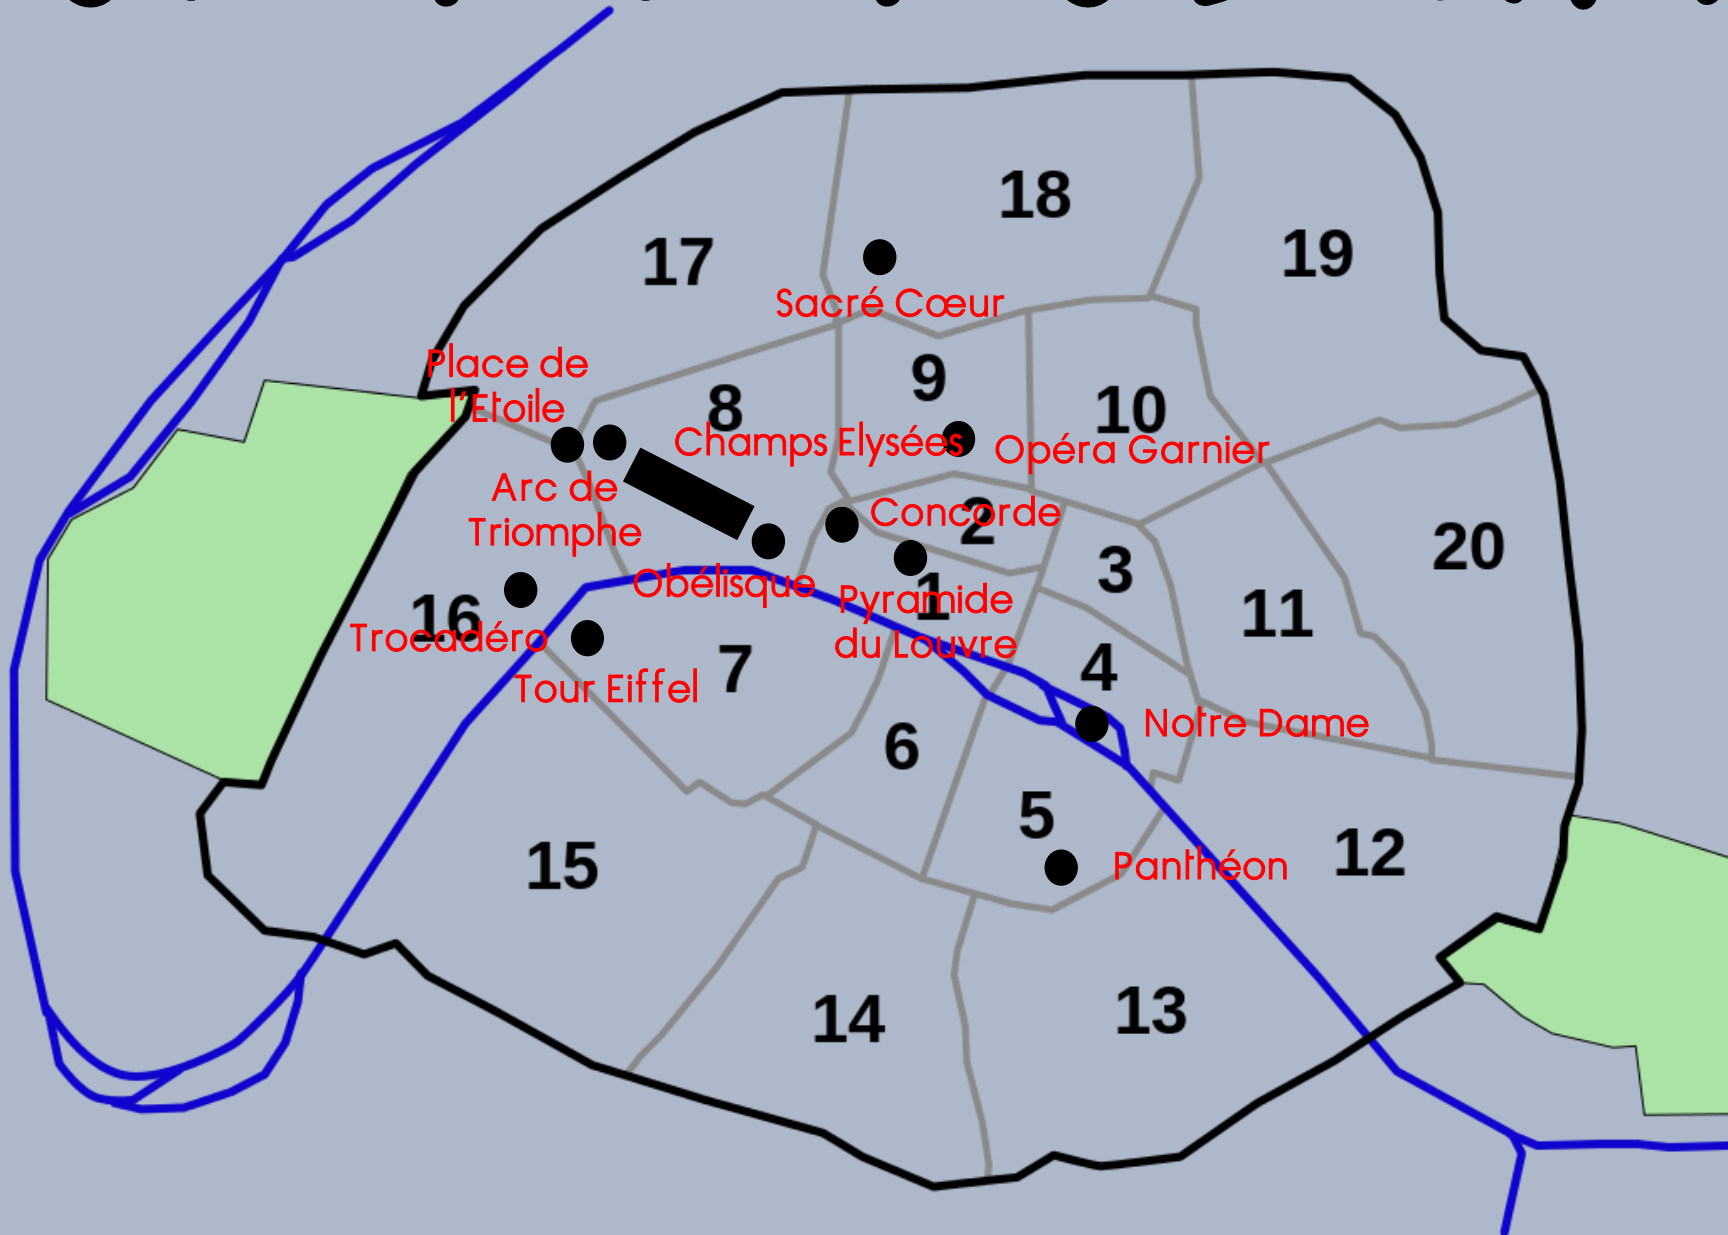 18
17
19
Sacré Cœur
Place de
l'Etoile
9
8
10
Champs Elysées
Opéra Garnier
Arc de
Triomphe
Concorde
2
20
3
Obélisque
1
Pyramide
du Louvre
11
16
Trocadéro
7
4
Tour Eiffel
Notre Dame
6
5
15
12
Panthéon
14
13